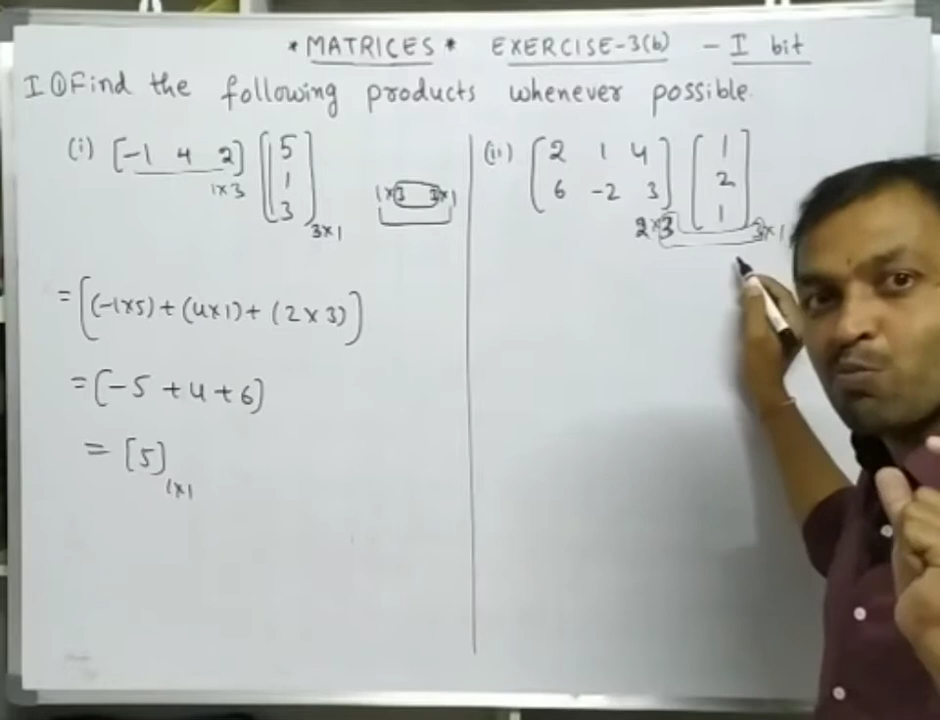 *MATRICES* EXERCISE-3(b) - I bit
I ① Find the following products whenever possible.
(i) [-1 4 2] 1×3 [5 1 3] 3×1 1×3 3×1
= [(-1×5) + (4×1) + (2×3)]
= [-5 + 4 + 6]
= [5] 1×1
(ii) [2 1 4
6 -2 3] 2×3 [1 2 1] 3×1